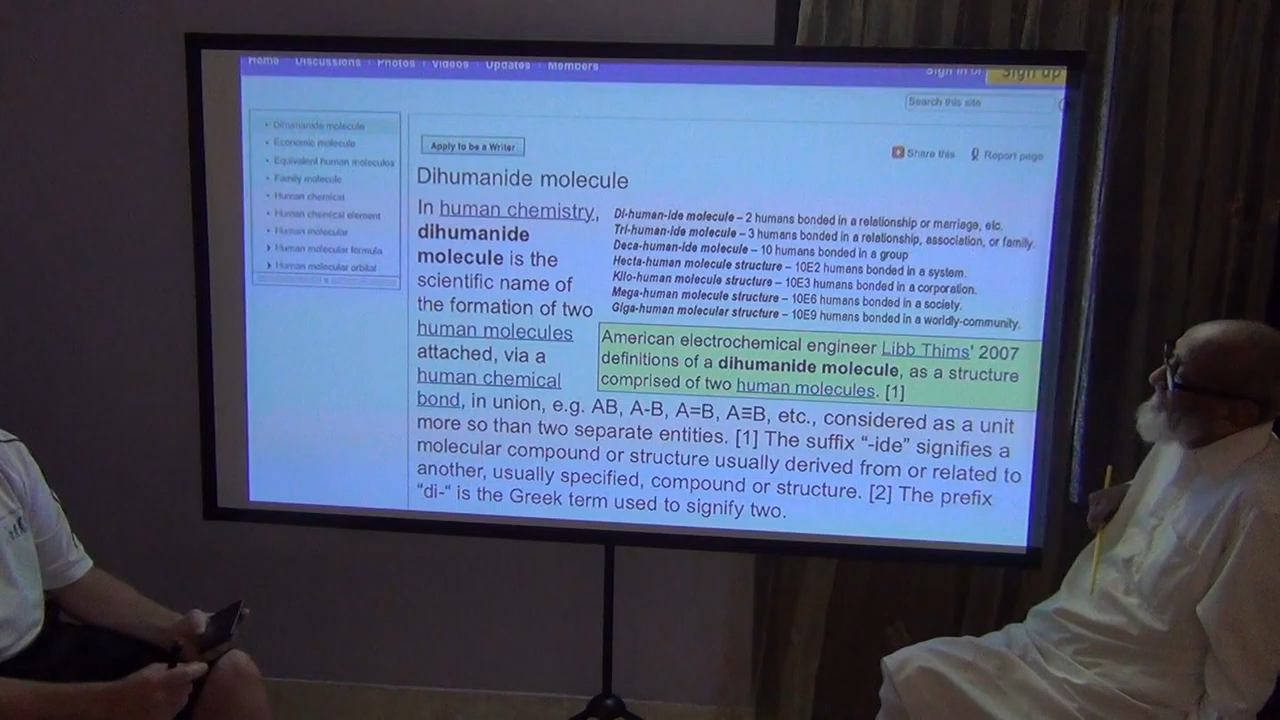 Home Discussions Photos Videos Updates Members
Sign in or Sign up
Search this site
Dihumanide molecule
Economic molecule
Equivalent human molecules
Family molecule
Human chemical
Human chemical element
Human molecular
Human molecular formula
Human molecular orbital
Apply to be a Writer
Share this Report page
Dihumanide molecule
In human chemistry,
dihumanide
molecule is the
scientific name of
the formation of two
human molecules
attached, via a
human chemical
bond, in union, e.g. AB, A-B, A=B, A≡B, etc., considered as a unit
more so than two separate entities. [1] The suffix “-ide” signifies a
molecular compound or structure usually derived from or related to
another, usually specified, compound or structure. [2] The prefix
“di-“ is the Greek term used to signify two.
Di-human-ide molecule – 2 humans bonded in a relationship or marriage, etc.
Tri-human-ide molecule – 3 humans bonded in a relationship, association, or family.
Deca-human-ide molecule – 10 humans bonded in a group
Hecta-human molecule structure – 10E2 humans bonded in a system.
Kilo-human molecule structure – 10E3 humans bonded in a corporation.
Mega-human molecule structure – 10E6 humans bonded in a society.
Giga-human molecular structure – 10E9 humans bonded in a worldly-community.
American electrochemical engineer Libb Thims' 2007
definitions of a dihumanide molecule, as a structure
comprised of two human molecules. [1]